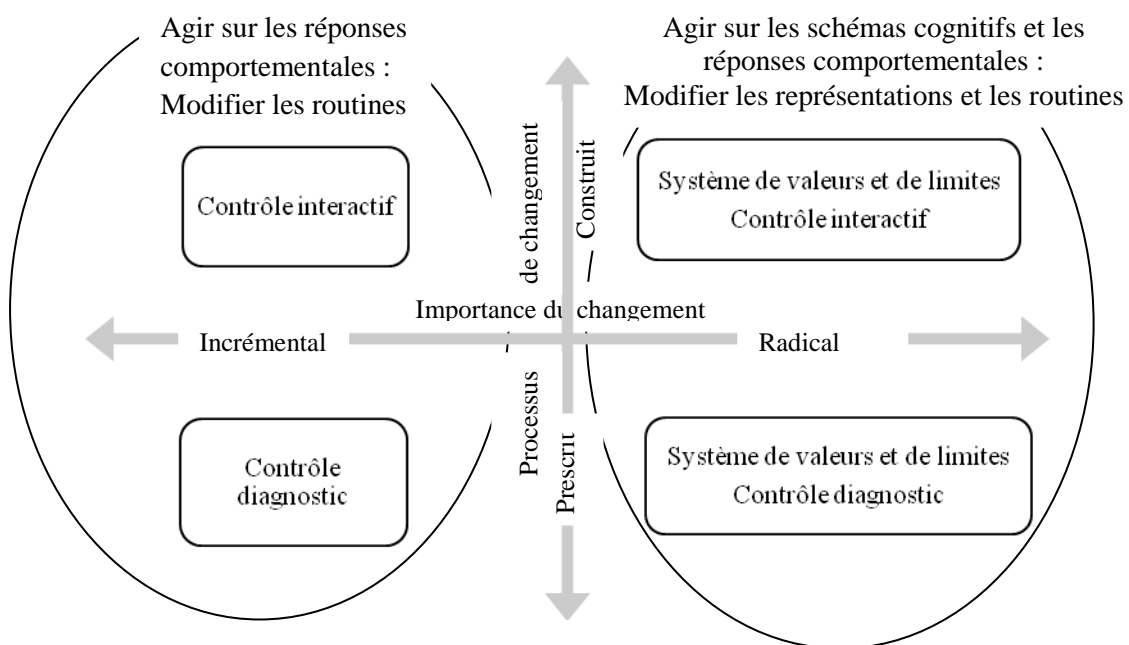 Agir sur les réponses
comportementales :
Modifier les routines
Agir sur les schémas cognitifs et les
réponses comportementales :
Modifier les représentations et les routines
Contrôle interactif
de changement
Construit
Système de valeurs et de limites
Contrôle interactif
Importance du changement
Incrémental
Radical
Processus
Prescrit
Contrôle
diagnostic
Système de valeurs et de limites
Contrôle diagnostic